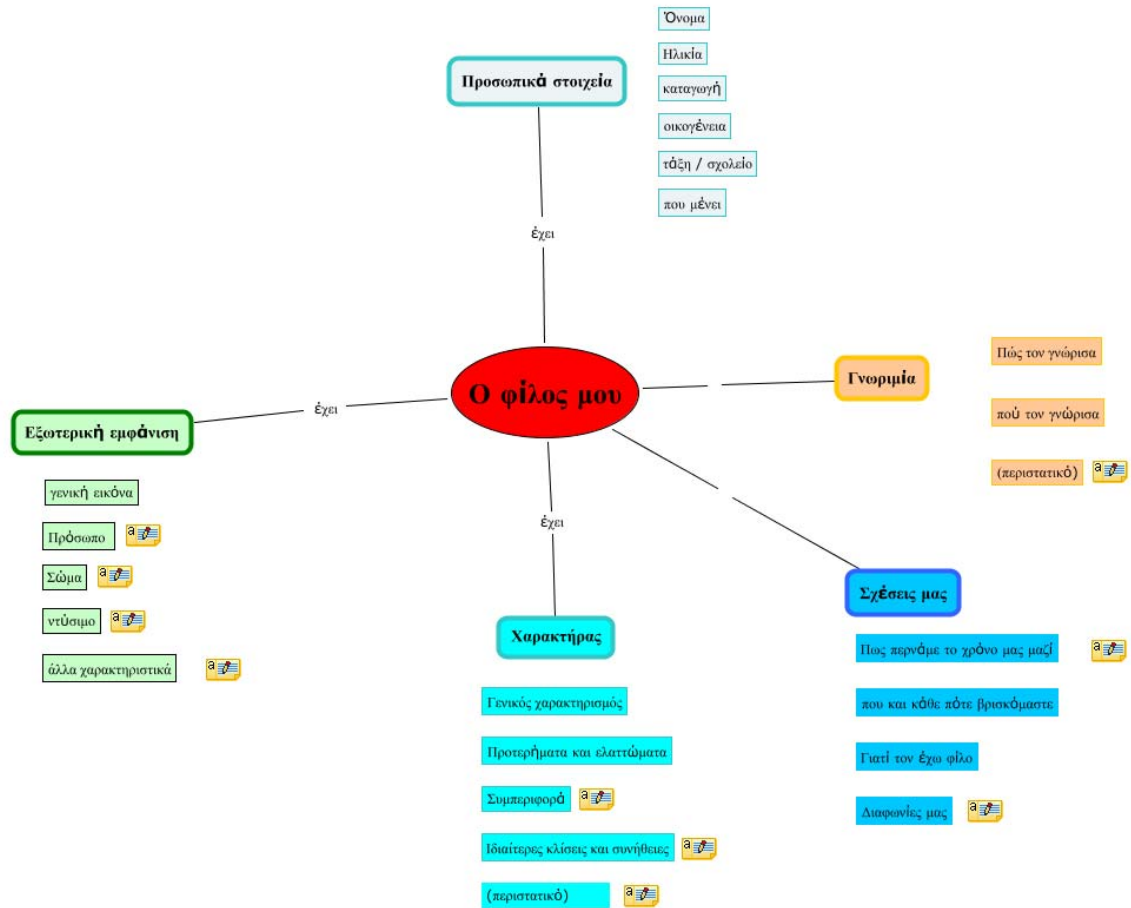 Προσωπικά στοιχεία
Όνομα
Ηλικία
καταγωγή
οικογένεια
τάξη / σχολείο
που μένει
έχει
Ο φίλος μου
Γνωριμία
Πώς τον γνώρισα
πού τον γνώρισα
(περιστατικό)
έχει
Εξωτερική εμφάνιση
γενική εικόνα
Πρόσωπο
Σώμα
ντύσιμο
άλλα χαρακτηριστικά
έχει
Χαρακτήρας
Γενικός χαρακτηρισμός
Προτερήματα και ελαττώματα
Συμπεριφορά
Ιδιαίτερες κλίσεις και συνήθειες
(περιστατικό)
Σχέσεις μας
Πως περνάμε το χρόνο μας μαζί
που και κάθε πότε βρισκόμαστε
Γιατί τον έχω φίλο
Διαφωνίες μας